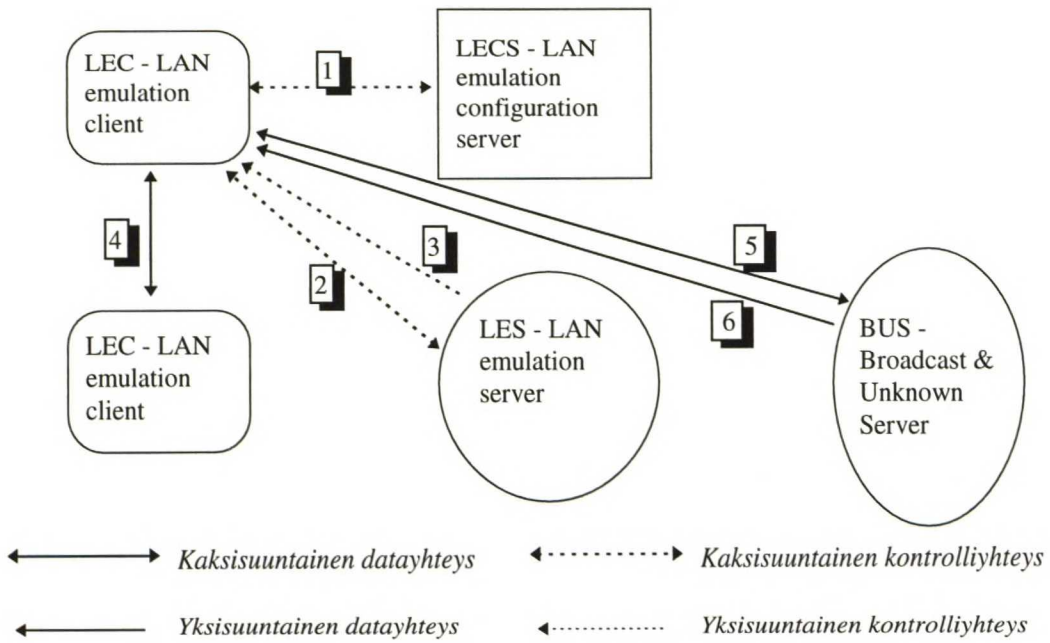 LEC - LAN
emulation
client
1
LECS - LAN
emulation
configuration
server
4
2
3
5
6
LEC - LAN
emulation
client
LES - LAN
emulation
server
BUS -
Broadcast &
Unknown
Server
Kaksisuuntainen datayhteys
Kaksisuuntainen kontrolliyhteys
Yksisuuntainen datayhteys
Yksisuuntainen kontrolliyhteys